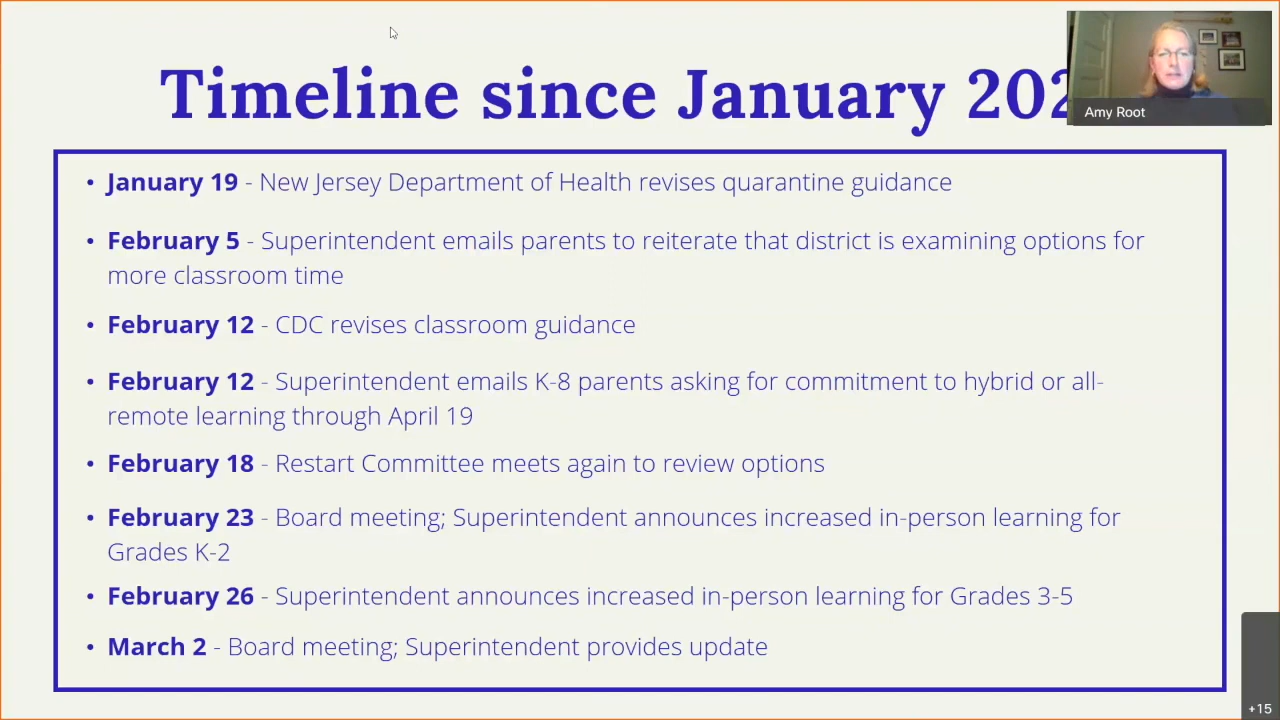 Timeline since January 202
Amy Root
• January 19 - New Jersey Department of Health revises quarantine guidance
• February 5 - Superintendent emails parents to reiterate that district is examining options for
more classroom time
• February 12 - CDC revises classroom guidance
• February 12 - Superintendent emails K-8 parents asking for commitment to hybrid or all-
remote learning through April 19
• February 18 - Restart Committee meets again to review options
• February 23 - Board meeting; Superintendent announces increased in-person learning for
Grades K-2
• February 26 - Superintendent announces increased in-person learning for Grades 3-5
• March 2 - Board meeting; Superintendent provides update
+15